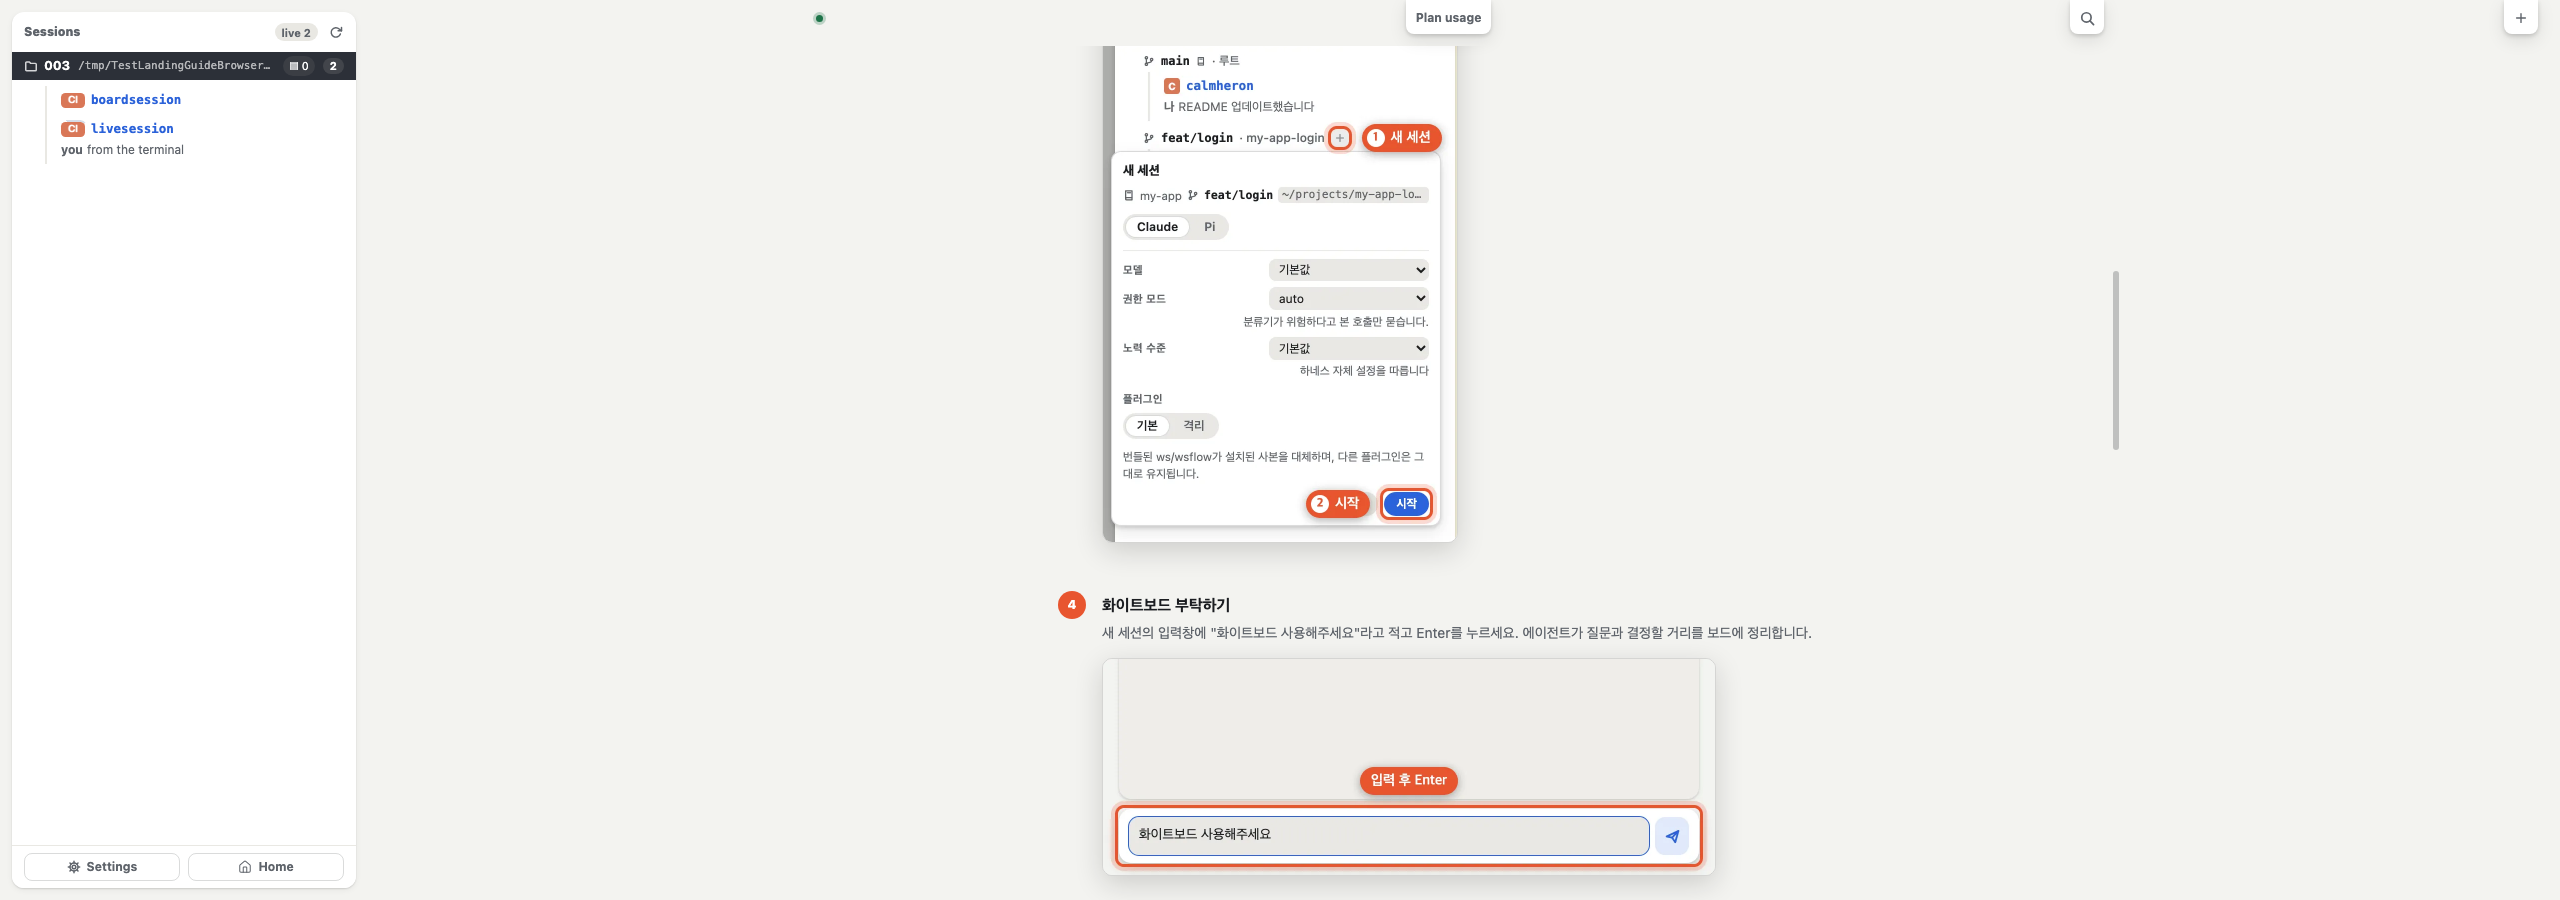 Sessions
live 2
003 /tmp/TestLandingGuideBrowser… 0 2
CI boardsession
CI livesession
you from the terminal
Settings
Home
Plan usage
main · 루트
C calmheron
나 README 업데이트했습니다
feat/login · my-app-login + 1 새 세션
새 세션
my-app feat/login ~/projects/my-app-lo…
Claude Pi
모델 기본값
권한 모드 auto
분류기가 위험하다고 본 호출만 묻습니다.
노력 수준 기본값
하네스 자체 설정을 따릅니다
플러그인
기본 격리
번들된 ws/wsflow가 설치된 사본을 대체하며, 다른 플러그인은 그
대로 유지됩니다.
2 시작 시작
4 화이트보드 부탁하기
새 세션의 입력창에 "화이트보드 사용해주세요"라고 적고 Enter를 누르세요. 에이전트가 질문과 결정할 거리를 보드에 정리합니다.
입력 후 Enter
화이트보드 사용해주세요